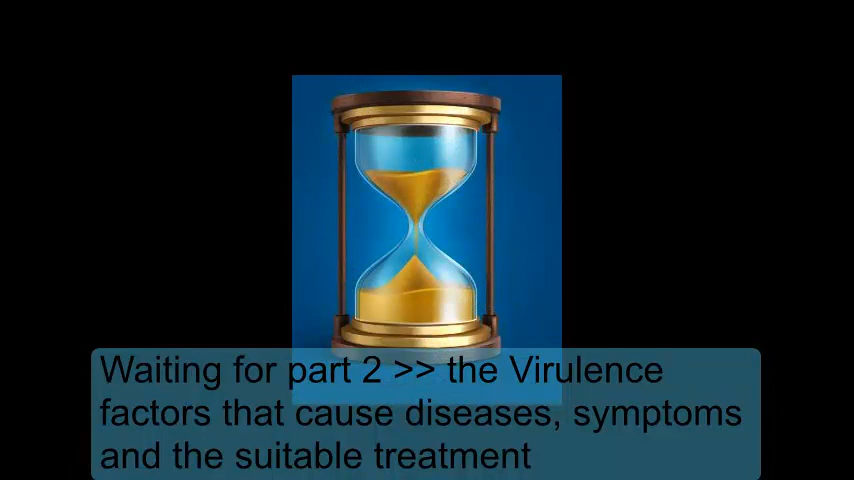 Waiting for part 2 >> the Virulence
factors that cause diseases, symptoms
and the suitable treatment